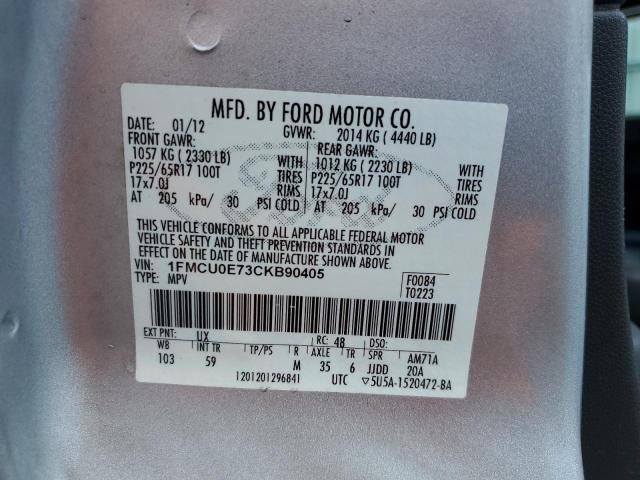 MFD. BY FORD MOTOR CO.
DATE: 01/12 GVWR: 2014 KG ( 4440 LB)
FRONT GAWR: REAR GAWR:
1057 KG ( 2330 LB) WITH 1012 KG ( 2230 LB) WITH
P225/65R17 100T TIRES P225/65R17 100T TIRES
17x7.0J RIMS 17x7.0J RIMS
AT 205 kPa/ 30 PSI COLD AT 205 kPa/ 30 PSI COLD
THIS VEHICLE CONFORMS TO ALL APPLICABLE FEDERAL MOTOR
VEHICLE SAFETY AND THEFT PREVENTION STANDARDS IN
EFFECT ON THE DATE OF MANUFACTURE SHOWN ABOVE.
VIN: 1FMCU0E73CKB90405 F0084
TYPE: MPV T0223
EXT PNT: UX RC: 48 DSO:
WB INT TR TP/PS R AXLE TR SPR AM71A
103 59 M 35 6 JJDD 20A
1201201296841 UTC ▽5U5A-1520472-BA